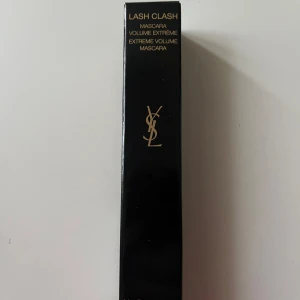 LASH CLASH
MASCARA
VOLUME EXTRÊME
EXTREME VOLUME
MASCARA
YSL